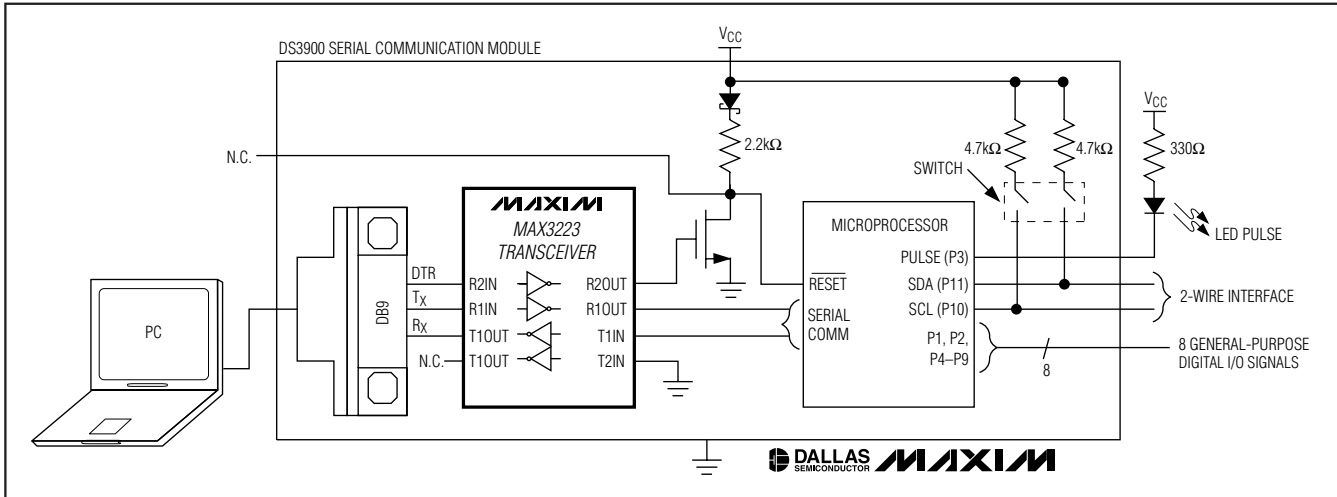 DS3900 SERIAL COMMUNICATION MODULE
VCC
VCC
2.2kΩ
4.7kΩ
4.7kΩ
330Ω
N.C.
SWITCH
LED PULSE
MAXIM
MAX3223
TRANSCEIVER
MICROPROCESSOR
PULSE (P3)
PC
DB9
DTR
R2IN
R2OUT
RESET
SDA (P11)
TX
R1IN
R1OUT
SERIAL
COMM
SCL (P10)
2-WIRE INTERFACE
RX
T1OUT
T1IN
P1, P2,
P4–P9
8
8 GENERAL-PURPOSE
DIGITAL I/O SIGNALS
N.C.
T1OUT
T2IN
DALLAS
SEMICONDUCTOR
MAXIM